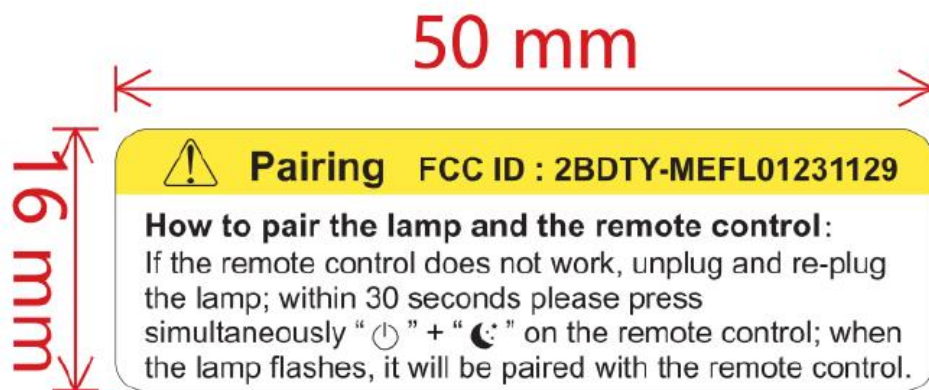 50 mm
16 mm
Pairing FCC ID : 2BDTY-MEFL01231129
How to pair the lamp and the remote control:
If the remote control does not work, unplug and re-plug
the lamp; within 30 seconds please press
simultaneously “⏻” + “☾” on the remote control; when
the lamp flashes, it will be paired with the remote control.